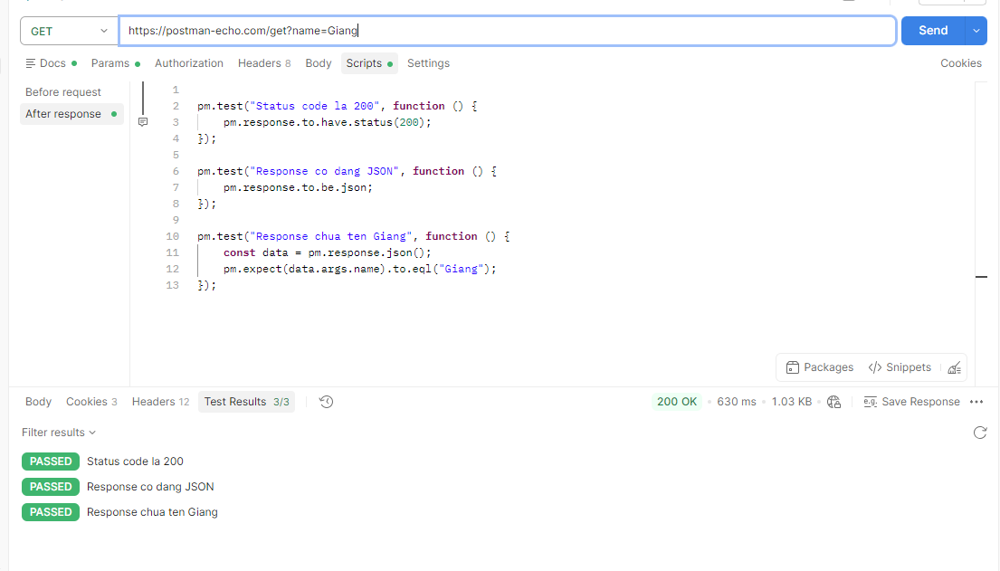 GET https://postman-echo.com/get?name=Giang Send
Docs Params Authorization Headers 8 Body Scripts Settings Cookies
Before request
After response
1
2 pm.test("Status code la 200", function () {
3 pm.response.to.have.status(200);
4 });
5
6 pm.test("Response co dang JSON", function () {
7 pm.response.to.be.json;
8 });
9
10 pm.test("Response chua ten Giang", function () {
11 const data = pm.response.json();
12 pm.expect(data.args.name).to.eql("Giang");
13 });
Packages </> Snippets
Body Cookies 3 Headers 12 Test Results 3/3 200 OK 630 ms 1.03 KB e.g. Save Response
Filter results
PASSED Status code la 200
PASSED Response co dang JSON
PASSED Response chua ten Giang